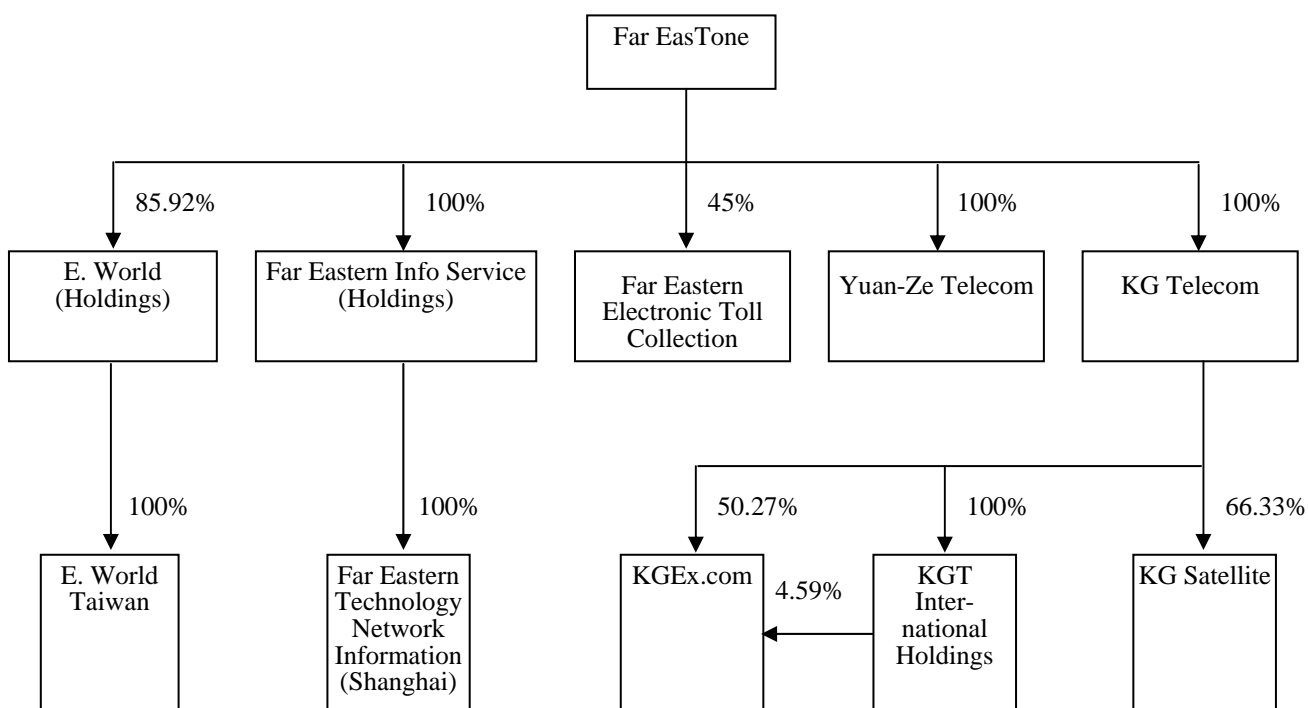 Far EasTone
85.92%
100%
45%
100%
100%
E. World
(Holdings)
Far Eastern Info Service
(Holdings)
Far Eastern
Electronic Toll
Collection
Yuan-Ze Telecom
KG Telecom
100%
100%
50.27%
100%
66.33%
E. World
Taiwan
Far Eastern
Technology
Network
Information
(Shanghai)
KGEx.com
4.59%
KGT
Inter-
national
Holdings
KG Satellite